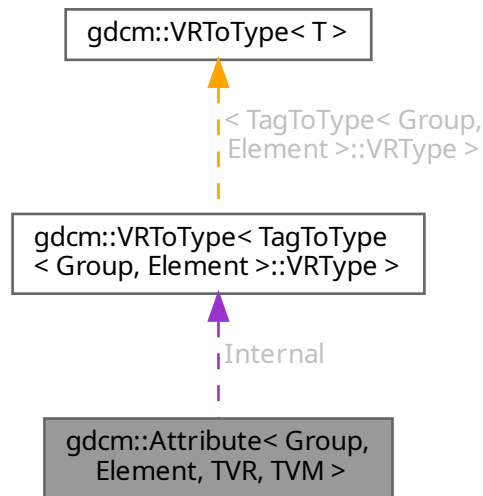 gdcm::VRToType< T >
< TagToType< Group,
Element >::VRType >
gdcm::VRToType< TagToType
< Group, Element >::VRType >
Internal
gdcm::Attribute< Group,
Element, TVR, TVM >